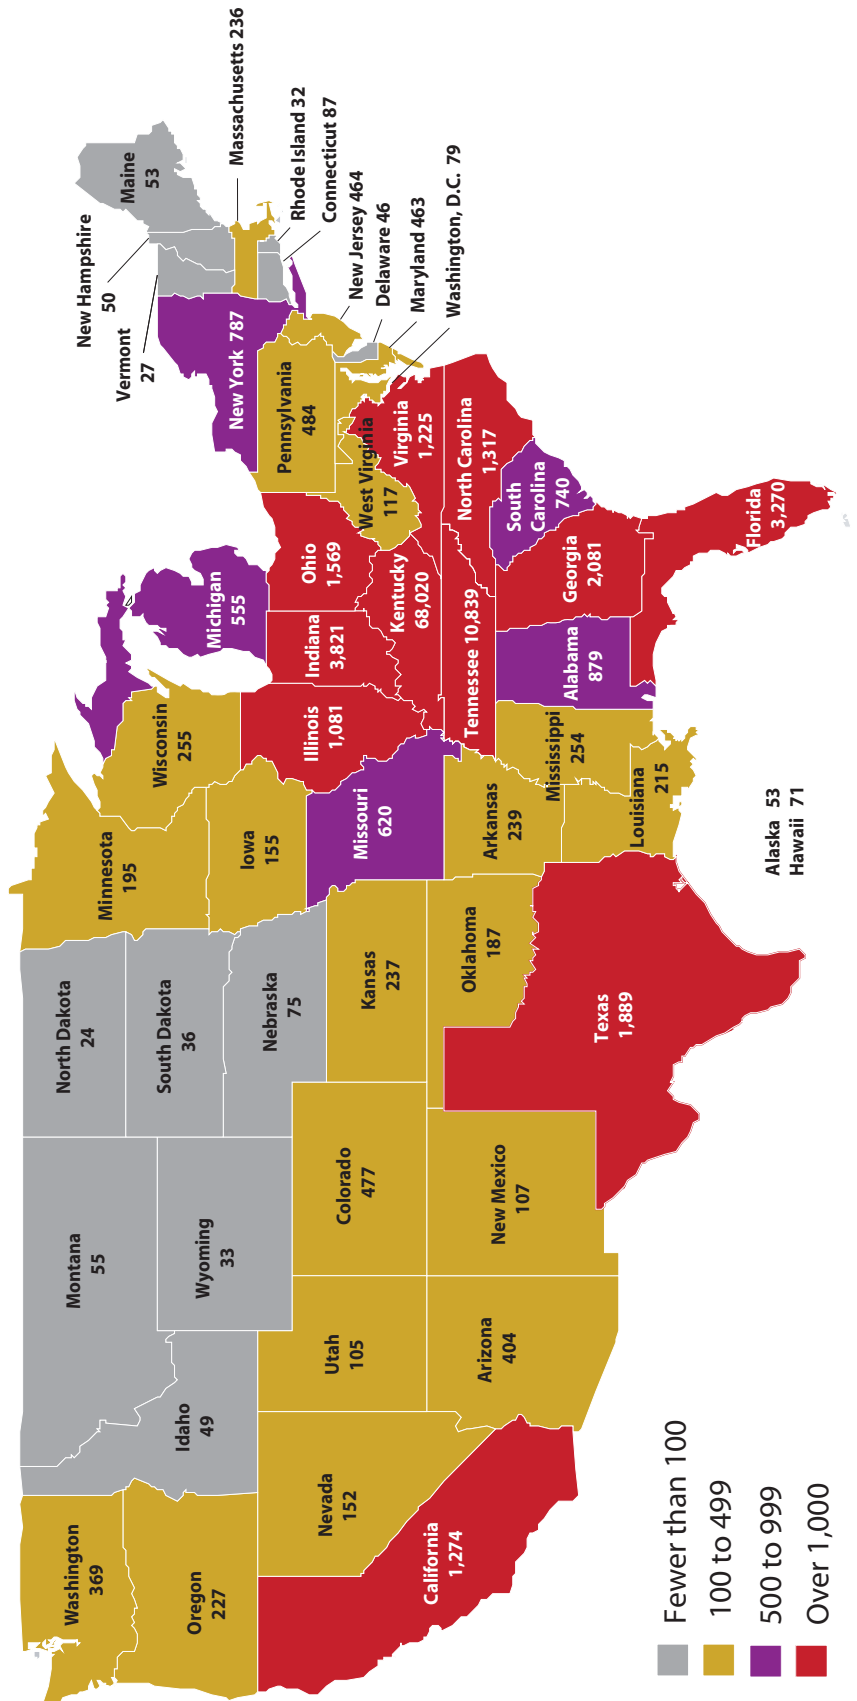 Washington
369
Oregon
227
California
1,274
Nevada
152
Idaho
49
Montana
55
Wyoming
33
Utah
105
Arizona
404
Colorado
477
New Mexico
107
North Dakota
24
South Dakota
36
Nebraska
75
Kansas
237
Oklahoma
187
Texas
1,889
Minnesota
195
Iowa
155
Missouri
620
Arkansas
239
Louisiana
215
Wisconsin
255
Illinois
1,081
Mississippi
254
Michigan
555
Indiana
3,821
Ohio
1,569
Kentucky
68,020
Tennessee 10,839
Alabama
879
Georgia
2,081
Florida
3,270
South
Carolina
740
North Carolina
1,317
Virginia
1,225
West Virginia
117
Pennsylvania
484
New York 787
Vermont
27
New Hampshire
50
Maine
53
Massachusetts 236
Rhode Island 32
Connecticut 87
New Jersey 464
Delaware 46
Maryland 463
Washington, D.C. 79
Alaska 53
Hawaii 71
Fewer than 100
100 to 499
500 to 999
Over 1,000